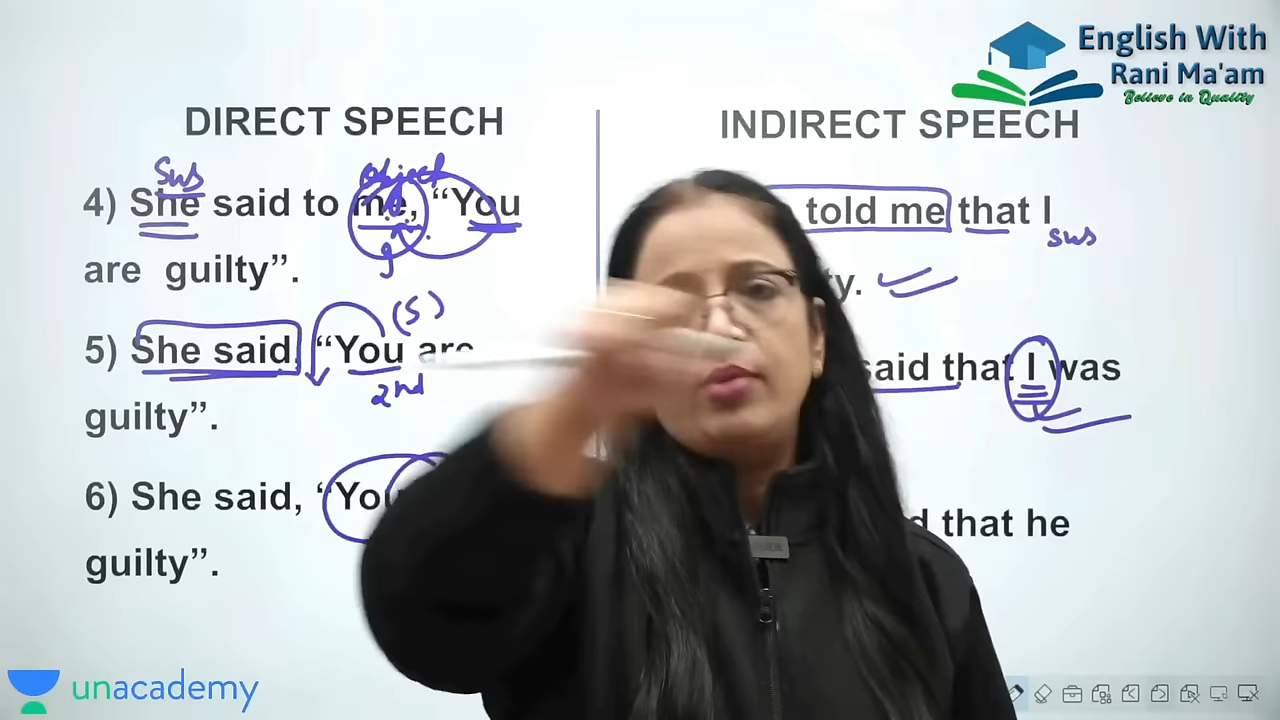 English With
Rani Ma'am
Believe in Quality
DIRECT SPEECH
INDIRECT SPEECH
sub
object
4) She said to me, “You
are guilty”.
told me that I
sub
(S)
5) She said, “You are
2nd
guilty”.
said that I was
6) She said, “You
guilty”.
that he
unacademy